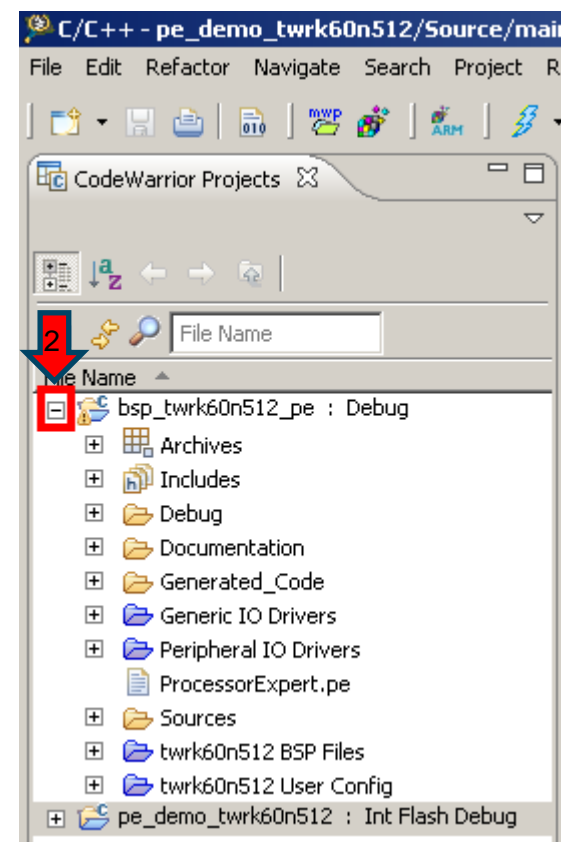 C/C++ - pe_demo_twrk60n512/Source/mai
File Edit Refactor Navigate Search Project R
010 mwp ARM
CodeWarrior Projects
a z
File Name
2
File Name
bsp_twrk60n512_pe : Debug
Archives
Includes
Debug
Documentation
Generated_Code
Generic IO Drivers
Peripheral IO Drivers
ProcessorExpert.pe
Sources
twrk60n512 BSP Files
twrk60n512 User Config
pe_demo_twrk60n512 : Int Flash Debug